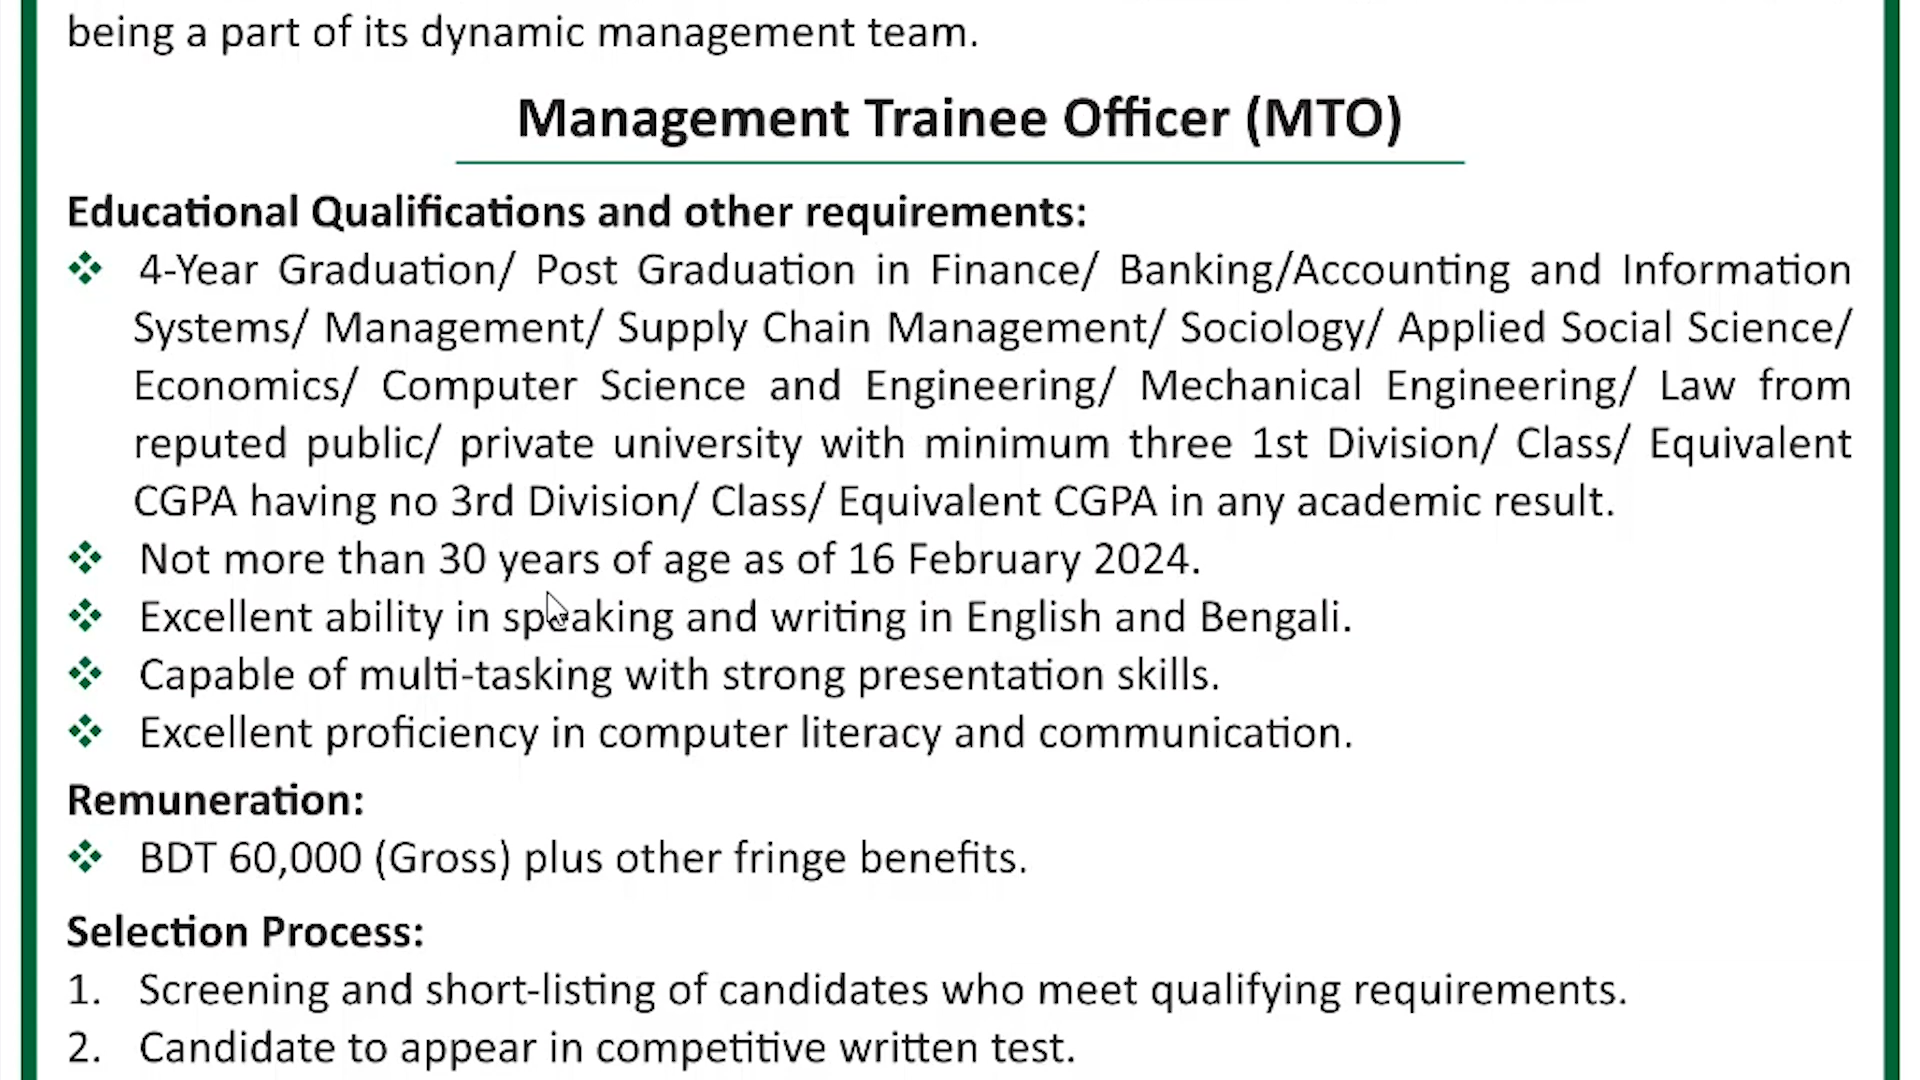 being a part of its dynamic management team.
Management Trainee Officer (MTO)
Educational Qualifications and other requirements:
❖ 4-Year Graduation/ Post Graduation in Finance/ Banking/Accounting and Information
Systems/ Management/ Supply Chain Management/ Sociology/ Applied Social Science/
Economics/ Computer Science and Engineering/ Mechanical Engineering/ Law from
reputed public/ private university with minimum three 1st Division/ Class/ Equivalent
CGPA having no 3rd Division/ Class/ Equivalent CGPA in any academic result.
❖ Not more than 30 years of age as of 16 February 2024.
❖ Excellent ability in speaking and writing in English and Bengali.
❖ Capable of multi-tasking with strong presentation skills.
❖ Excellent proficiency in computer literacy and communication.
Remuneration:
❖ BDT 60,000 (Gross) plus other fringe benefits.
Selection Process:
1. Screening and short-listing of candidates who meet qualifying requirements.
2. Candidate to appear in competitive written test.